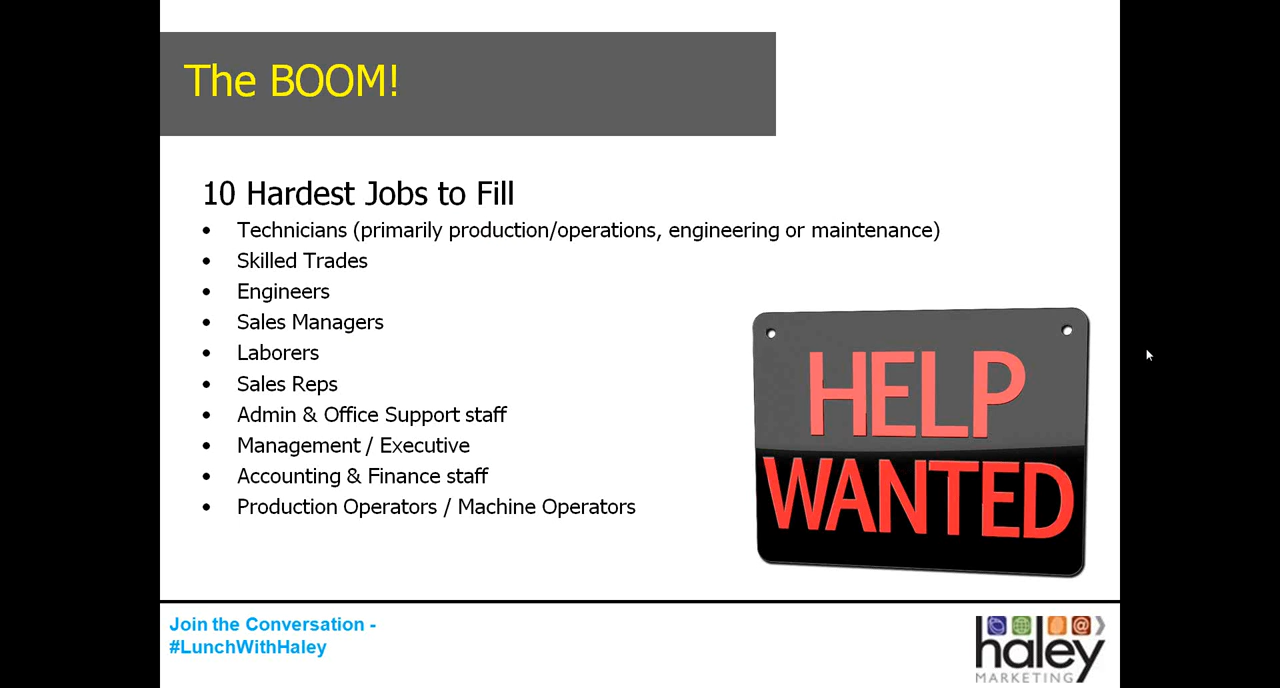 The BOOM!
10 Hardest Jobs to Fill
• Technicians (primarily production/operations, engineering or maintenance)
• Skilled Trades
• Engineers
• Sales Managers
• Laborers
• Sales Reps
• Admin & Office Support staff
• Management / Executive
• Accounting & Finance staff
• Production Operators / Machine Operators
HELP
WANTED
Join the Conversation -
#LunchWithHaley
@
haley
MARKETING